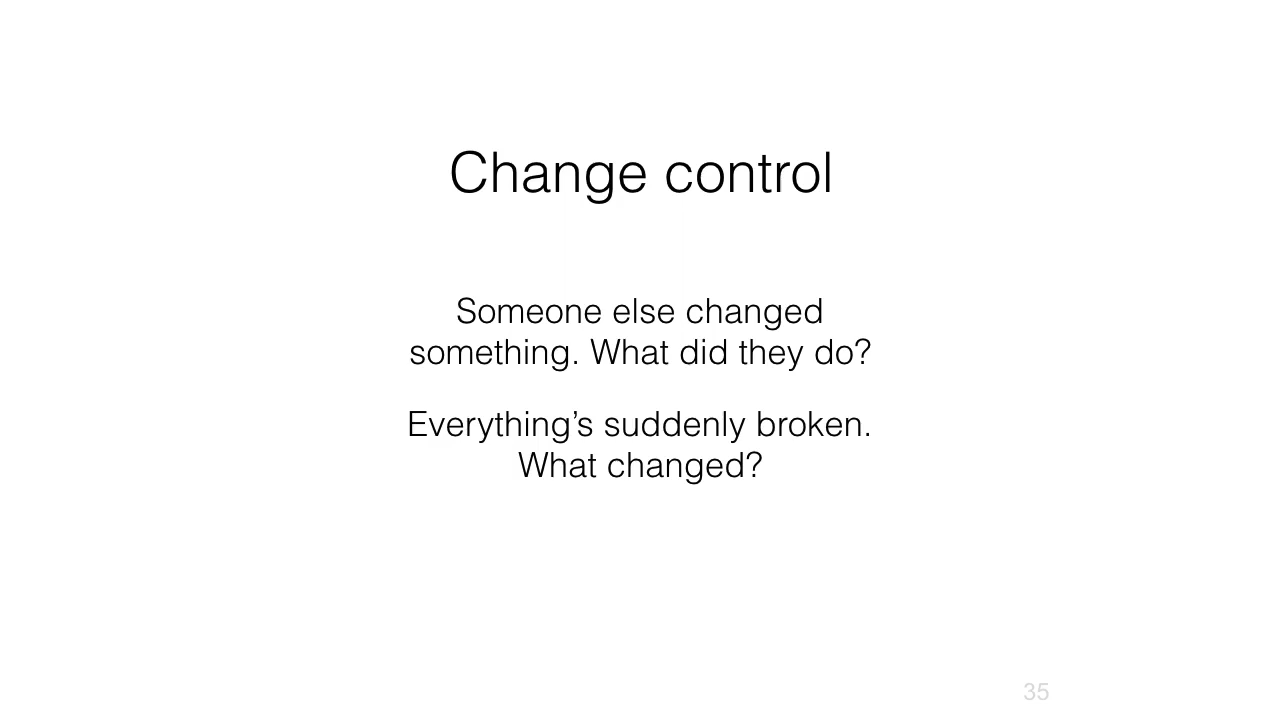 Change control
Someone else changed
something. What did they do?
Everything’s suddenly broken.
What changed?
35